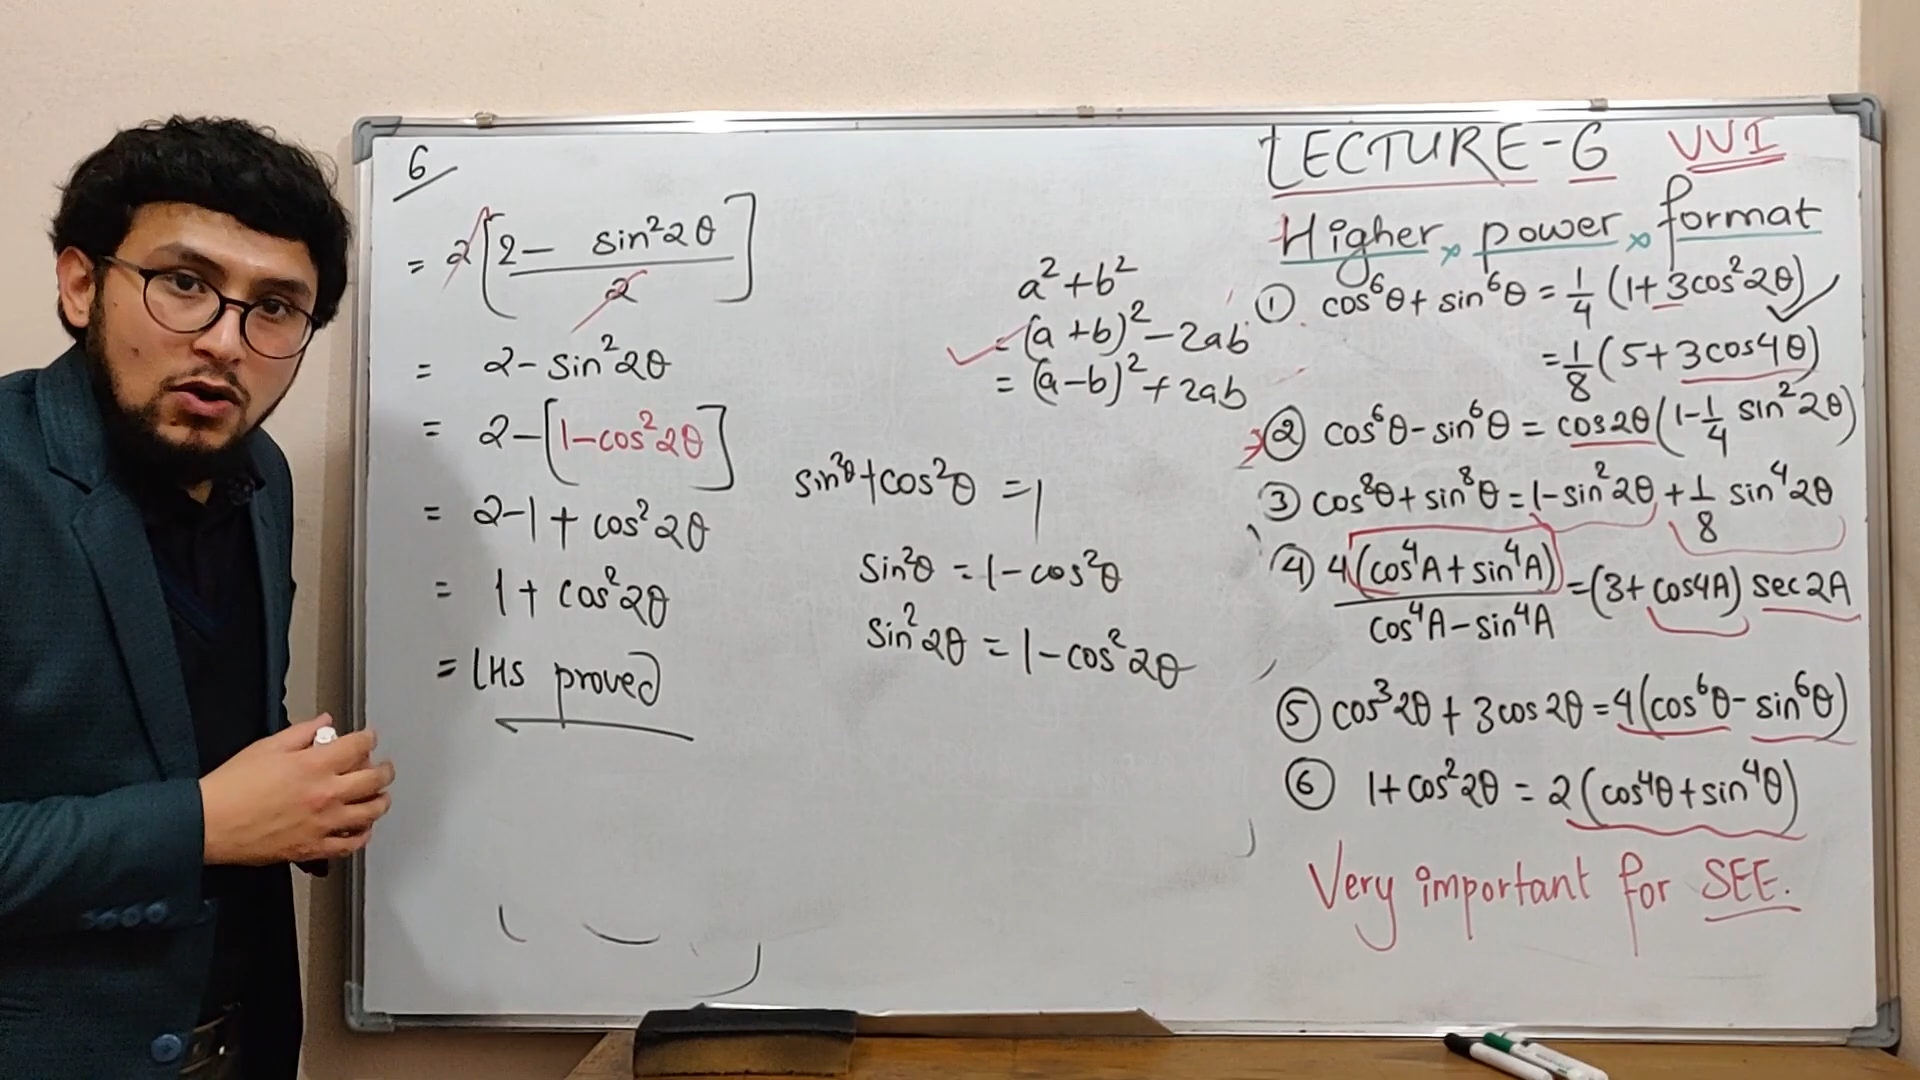 6
= 2[2 - sin²2θ / 2]
= 2-sin²2θ
= 2-[1-cos²2θ]
= 2-1+cos²2θ
= 1+cos²2θ
= LHS proved
a²+b²
= (a+b)²-2ab
= (a-b)²+2ab
sin²θ+cos²θ = 1
sin²θ = 1-cos²θ
sin²2θ = 1-cos²2θ
LECTURE-6 VVI
Higher power format
① cos⁶θ+sin⁶θ = 1/4 (1+3cos²2θ)
= 1/8 (5+3cos4θ)
② cos⁶θ-sin⁶θ = cos2θ(1-1/4 sin²2θ)
③ cos⁸θ+sin⁸θ = 1-sin²2θ + 1/8 sin⁴2θ
④ 4(cos⁴A+sin⁴A) / cos⁴A-sin⁴A = (3+cos4A) sec2A
⑤ cos³2θ + 3cos2θ = 4(cos⁶θ-sin⁶θ)
⑥ 1+cos²2θ = 2(cos⁴θ+sin⁴θ)
Very important for SEE.